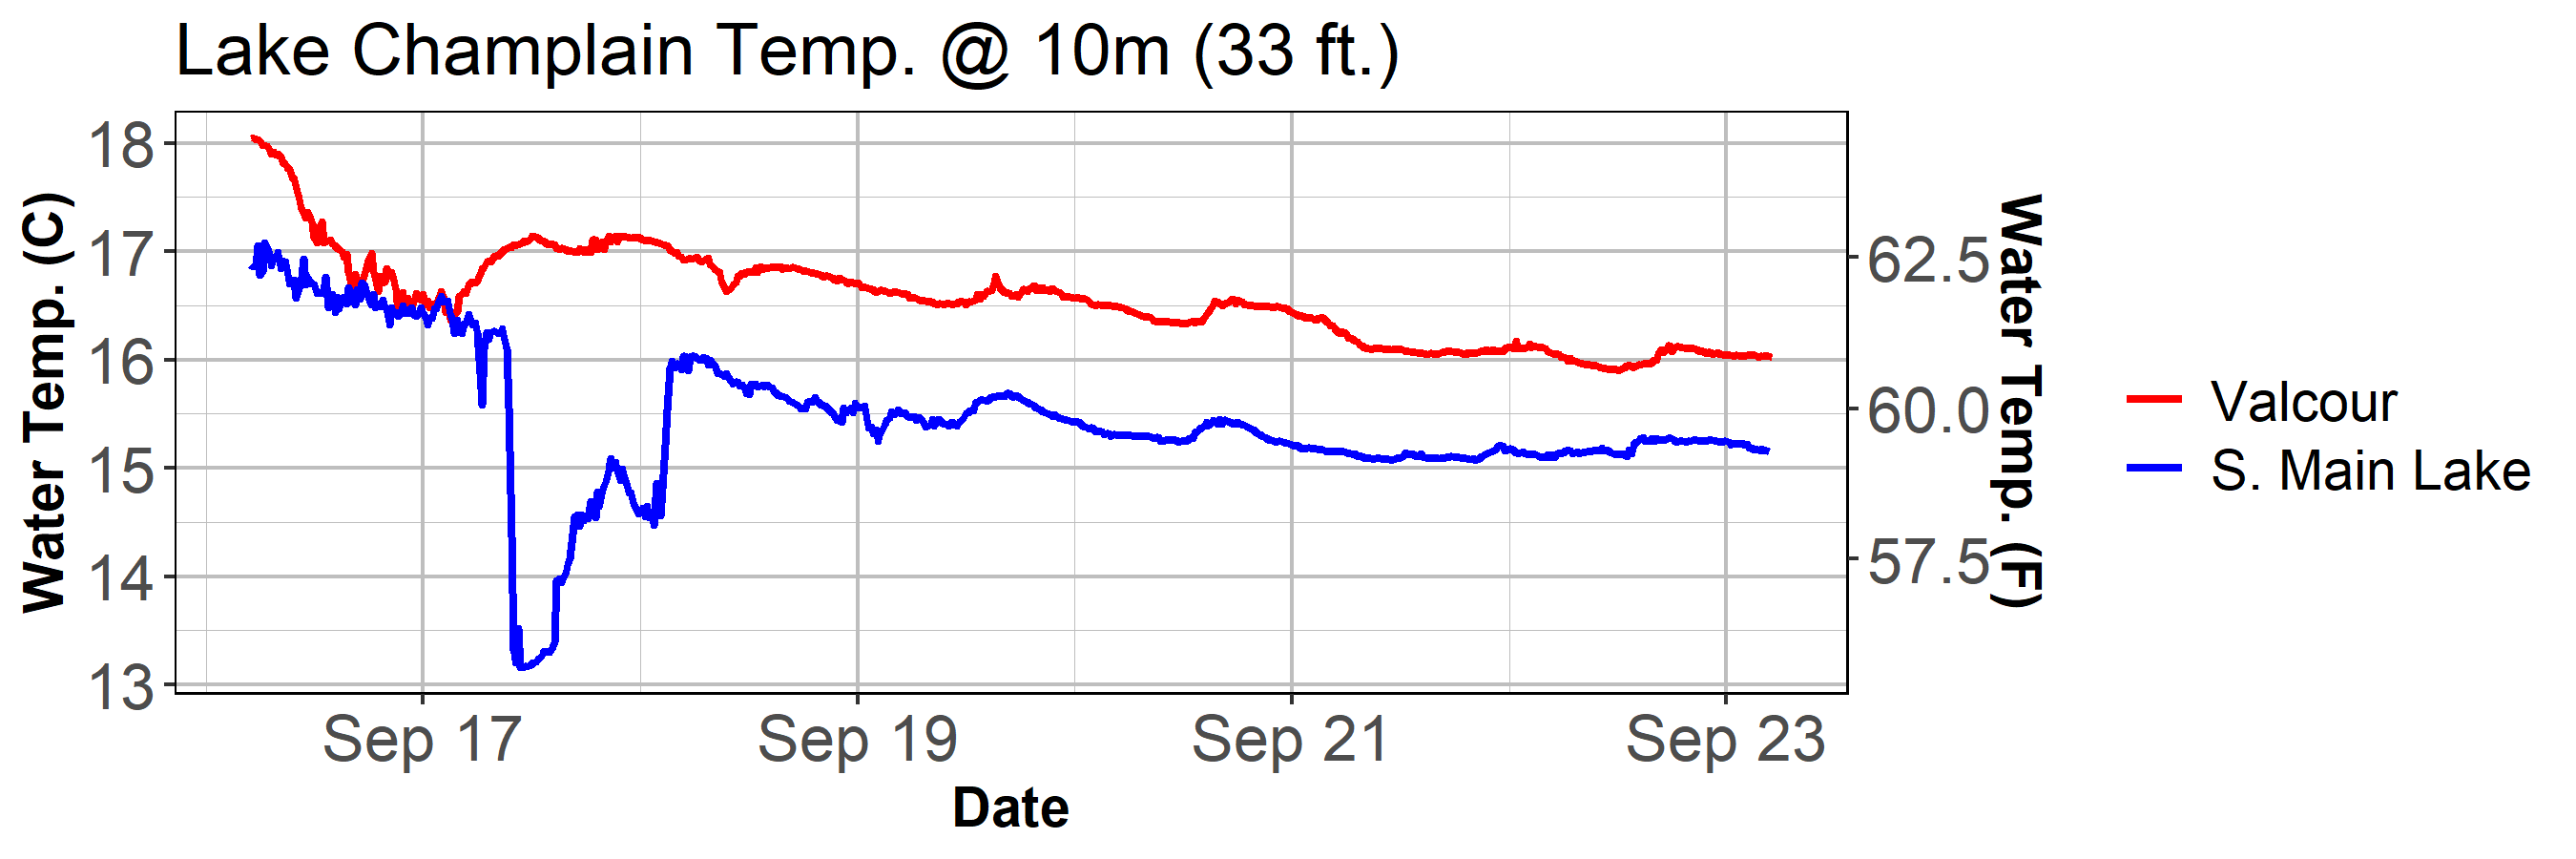 Lake Champlain Temp. @ 10m (33 ft.)
Water Temp. (C)
18
17
16
15
14
13
62.5
60.0
57.5
Water Temp. (F)
Sep 17
Sep 19
Sep 21
Sep 23
Date
Valcour
S. Main Lake